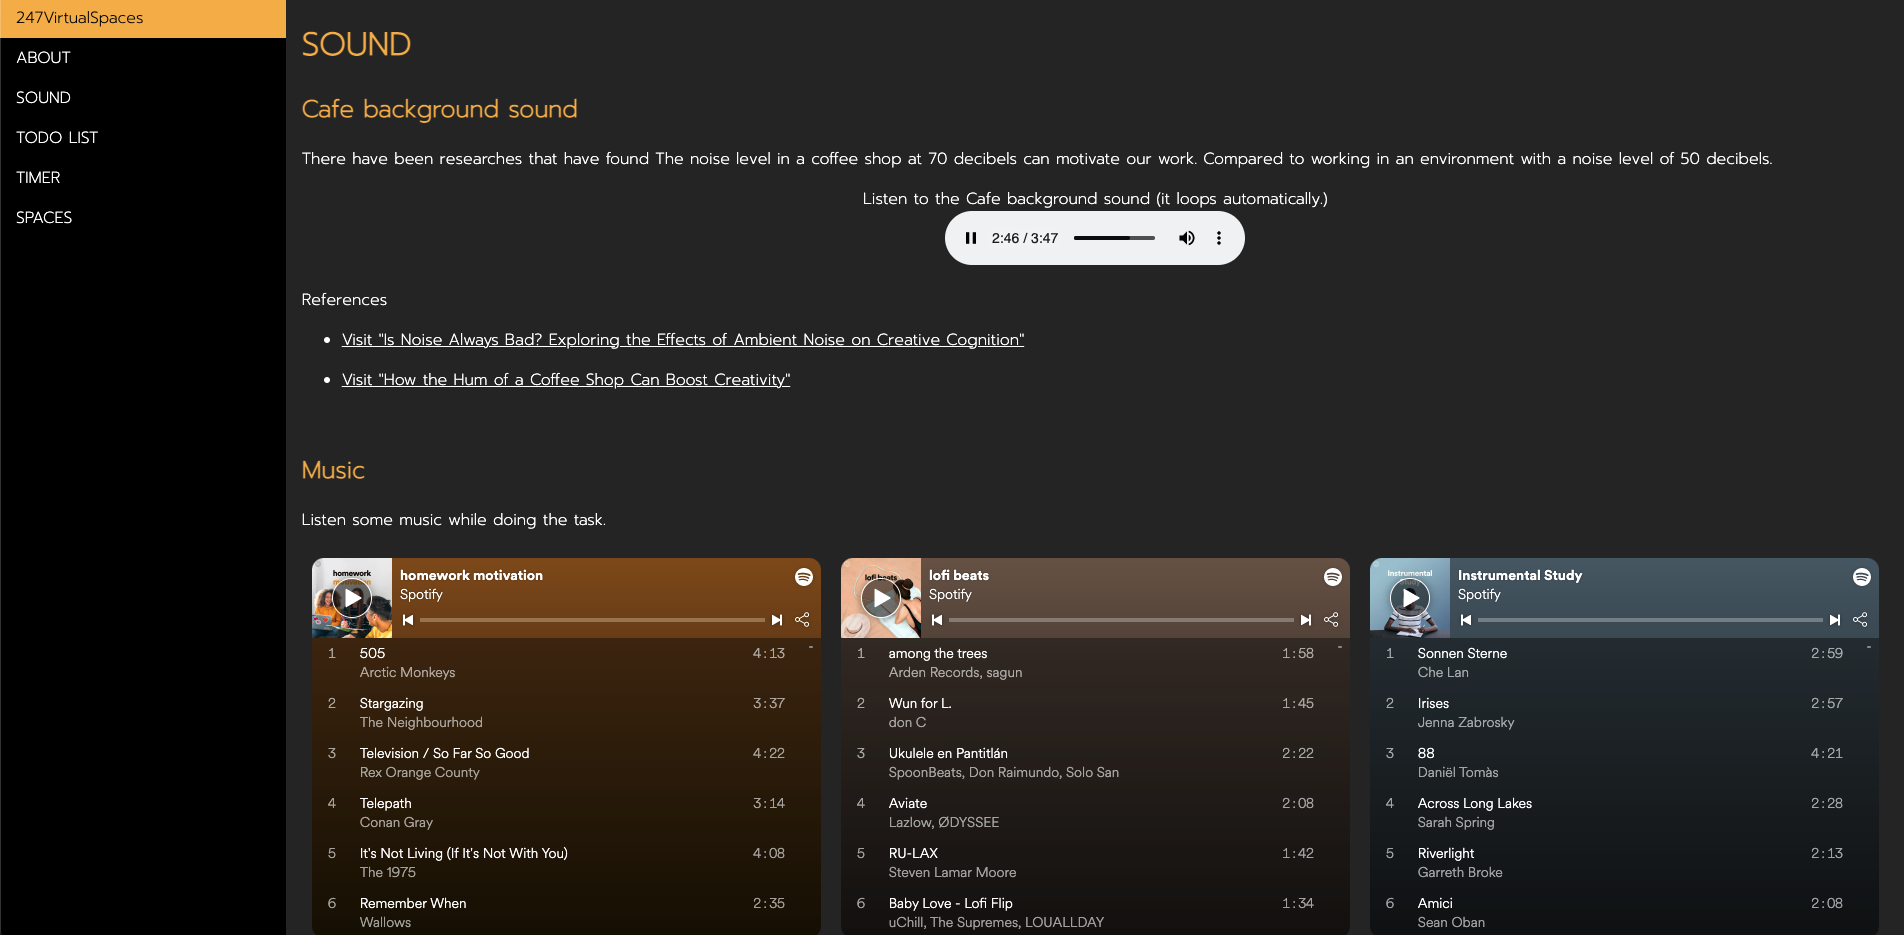 247VirtualSpaces
ABOUT
SOUND
TODO LIST
TIMER
SPACES
SOUND
Cafe background sound
There have been researches that have found The noise level in a coffee shop at 70 decibels can motivate our work. Compared to working in an environment with a noise level of 50 decibels.
Listen to the Cafe background sound (it loops automatically.)
2:46 / 3:47
References
Visit "Is Noise Always Bad? Exploring the Effects of Ambient Noise on Creative Cognition"
Visit "How the Hum of a Coffee Shop Can Boost Creativity"
Music
Listen some music while doing the task.
homework
motivation
homework motivation
Spotify
1 505 4:13
Arctic Monkeys
2 Stargazing 3:37
The Neighbourhood
3 Television / So Far So Good 4:22
Rex Orange County
4 Telepath 3:14
Conan Gray
5 It's Not Living (If It's Not With You) 4:08
The 1975
6 Remember When 2:35
Wallows
lofi beats
lofi beats
Spotify
1 among the trees 1:58
Arden Records, sagun
2 Wun for L. 1:45
don C
3 Ukulele en Pantitlán 2:22
SpoonBeats, Don Raimundo, Solo San
4 Aviate 2:08
Lazlow, ØDYSSEE
5 RU-LAX 1:42
Steven Lamar Moore
6 Baby Love - Lofi Flip 1:34
uChill, The Supremes, LOUALLDAY
Instrumental
Study
Instrumental Study
Spotify
1 Sonnen Sterne 2:59
Che Lan
2 Irises 2:57
Jenna Zabrosky
3 88 4:21
Daniël Tomàs
4 Across Long Lakes 2:28
Sarah Spring
5 Riverlight 2:13
Garreth Broke
6 Amici 2:08
Sean Oban